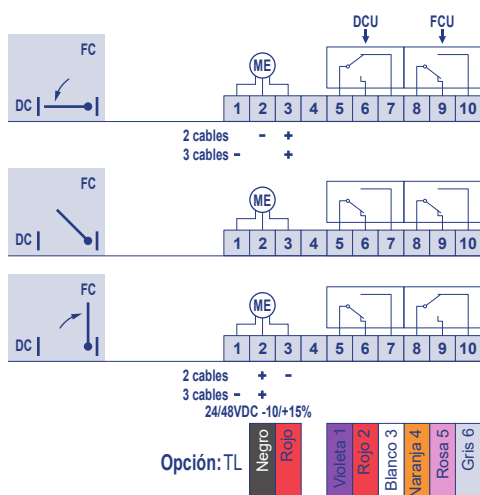 DCU FCU
FC
ME
DC
1 2 3 4 5 6 7 8 9 10
2 cables - +
3 cables - +
FC
ME
DC
1 2 3 4 5 6 7 8 9 10
FC
ME
DC
1 2 3 4 5 6 7 8 9 10
2 cables + -
3 cables - +
24/48VDC -10/+15%
Opción: TL
Negro
Rojo
Violeta 1
Rojo 2
Blanco 3
Naranja 4
Rosa 5
Gris 6